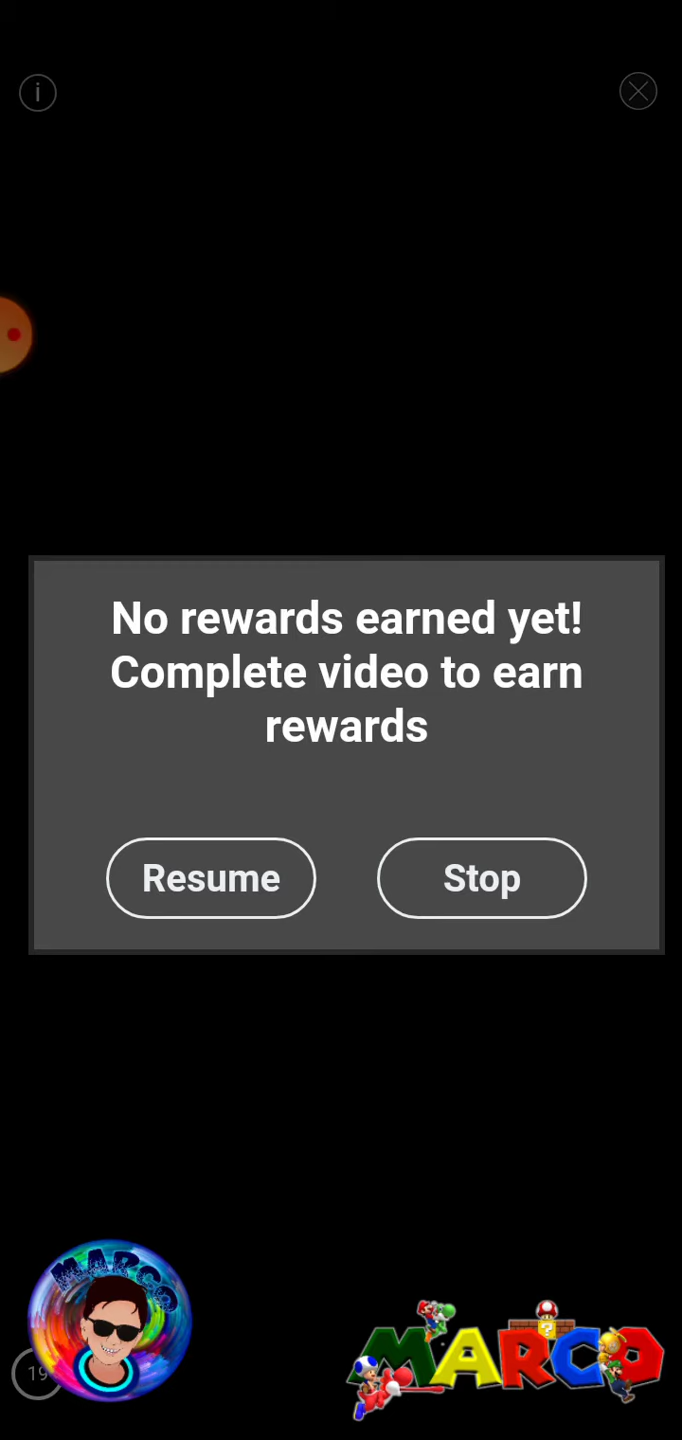 i
No rewards earned yet!
Complete video to earn
rewards
Resume
Stop
MARCO
19
MARCO